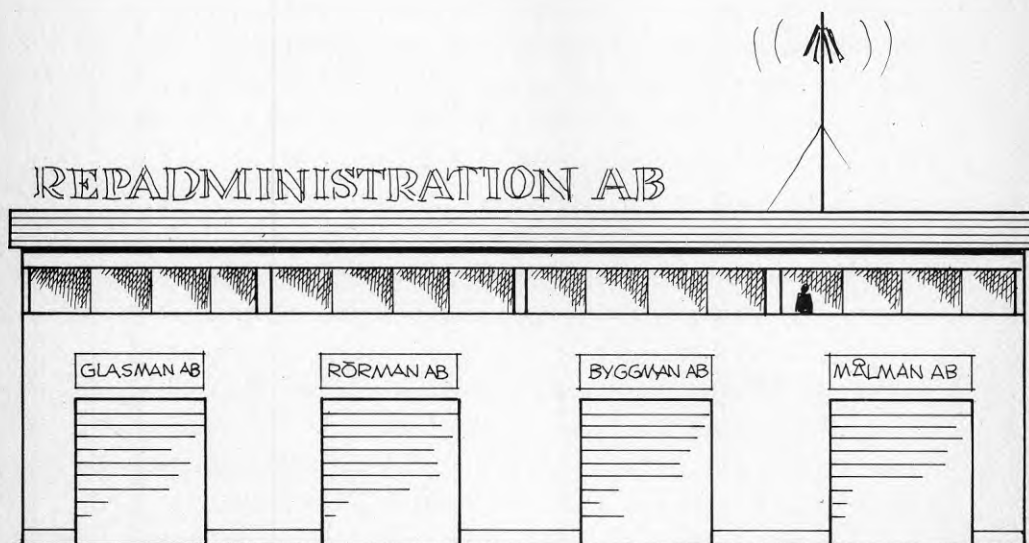 REPADMINISTRATION AB
GLASMAN AB
RÖRMAN AB
BYGGMAN AB
MÅLMAN AB